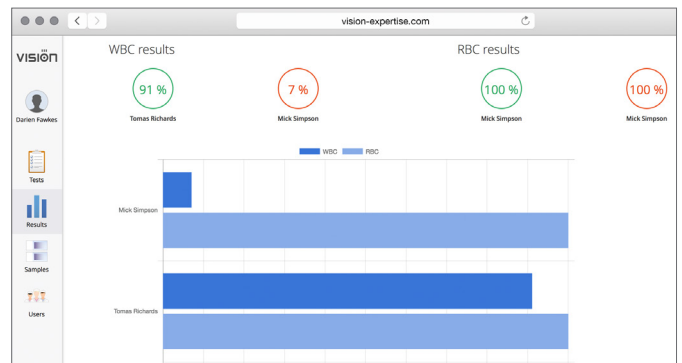 vision-expertise.com
vision
Darien Fawkes
Tests
Results
Samples
Users
WBC results
RBC results
91 %
Tomas Richards
7 %
Mick Simpson
100 %
Mick Simpson
100 %
Mick Simpson
WBC
RBC
Mick Simpson
Tomas Richards